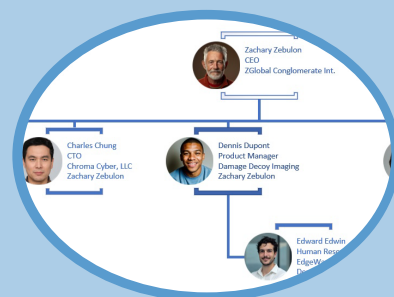 Zachary Zebulon
CEO
ZGlobal Conglomerate Int.
Charles Chung
CTO
Chroma Cyber, LLC
Zachary Zebulon
Dennis Dupont
Product Manager
Damage Decoy Imaging
Zachary Zebulon
Edward Edwin
Human